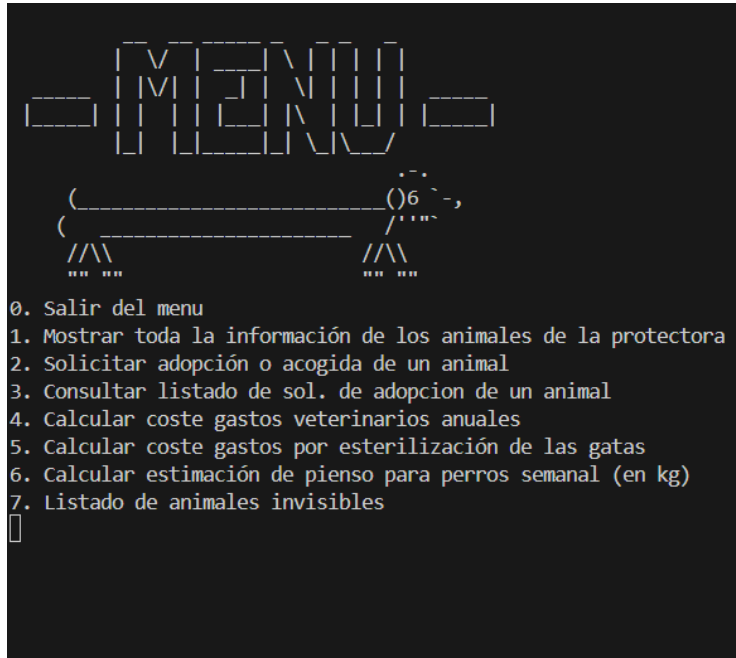 MENU
0. Salir del menu
1. Mostrar toda la información de los animales de la protectora
2. Solicitar adopción o acogida de un animal
3. Consultar listado de sol. de adopcion de un animal
4. Calcular coste gastos veterinarios anuales
5. Calcular coste gastos por esterilización de las gatas
6. Calcular estimación de pienso para perros semanal (en kg)
7. Listado de animales invisibles